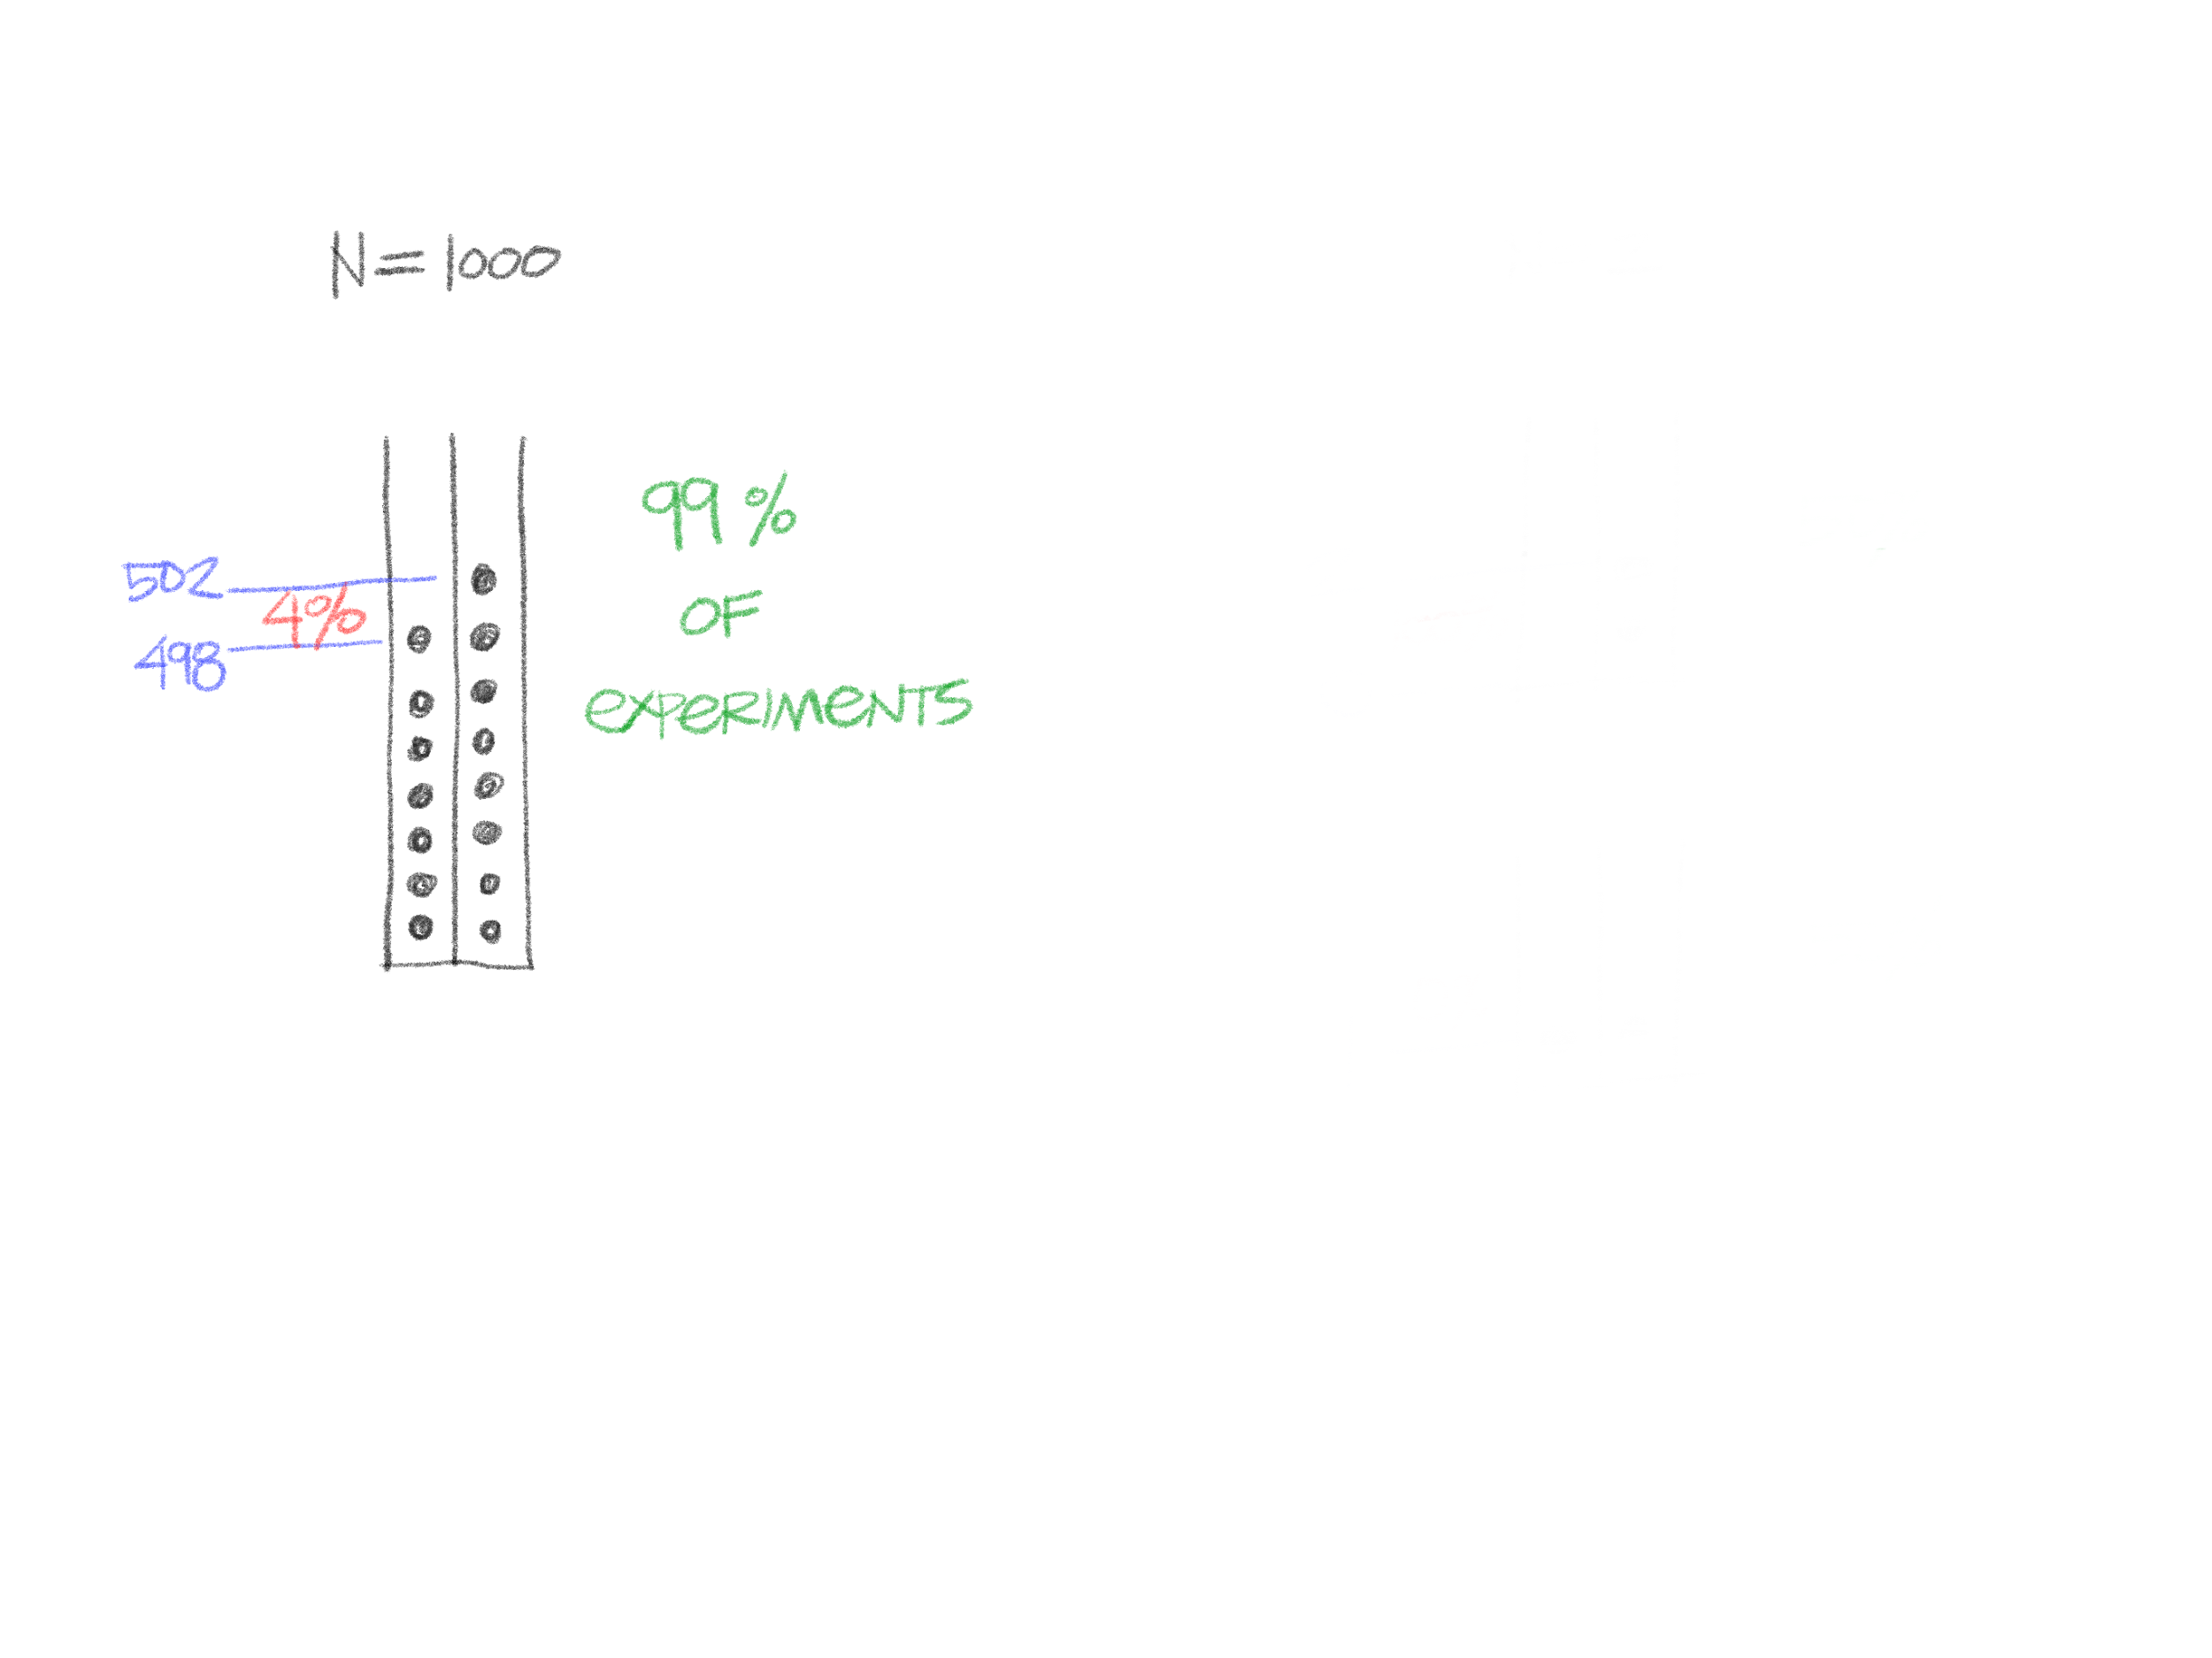 N=1000
99%
OF
EXPERIMENTS
502
4%
498